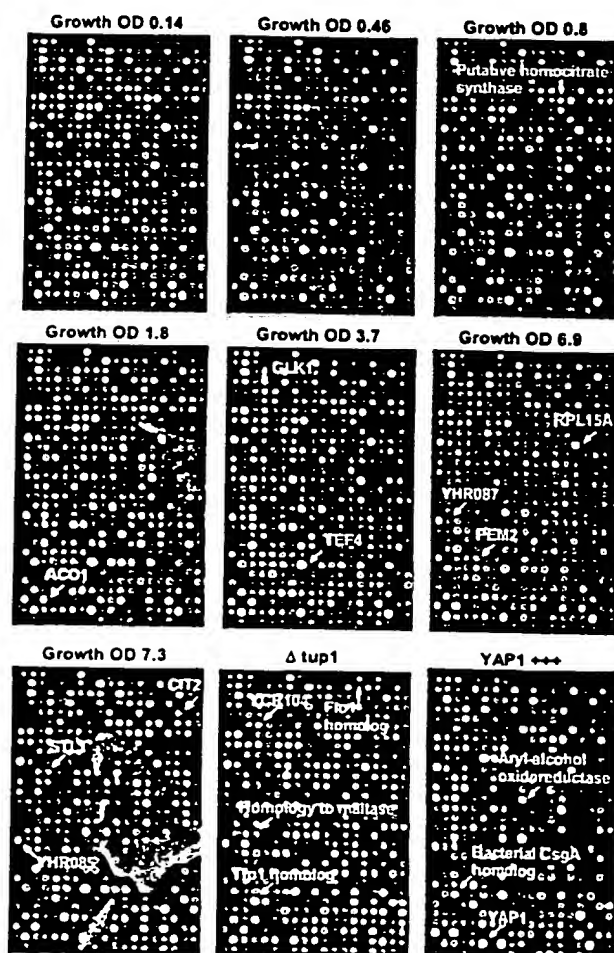 Growth OD 0.14
Growth OD 0.46
Growth OD 0.8
Putative homocitrate
synthase
Growth OD 1.8
ACO1
Growth OD 3.7
GLK1
TEF4
Growth OD 6.9
RPL15A
YHR087
PEM2
Growth OD 7.3
CIT2
YHR085
Δ tup1
Flo1
homolog
Homology to maltase
homolog
YAP1 +++
Aryl-alcohol
oxidoreductase
Bacterial CsgA
homolog
YAP1